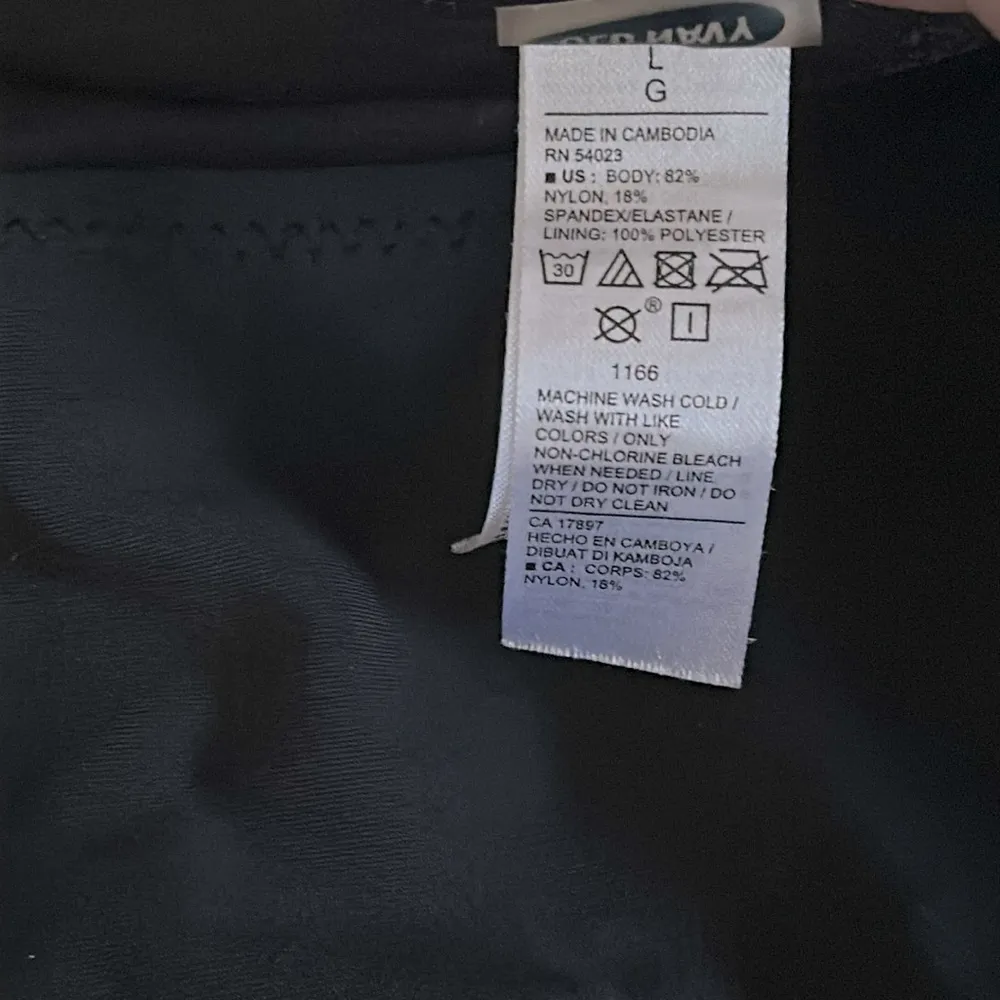 L
G
MADE IN CAMBODIA
RN 54023
■ US : BODY: 82%
NYLON, 18%
SPANDEX/ELASTANE /
LINING: 100% POLYESTER
30
®
1166
MACHINE WASH COLD /
WASH WITH LIKE
COLORS / ONLY
NON-CHLORINE BLEACH
WHEN NEEDED / LINE
DRY / DO NOT IRON / DO
NOT DRY CLEAN
CA 17897
HECHO EN CAMBOYA /
DIBUAT DI KAMBOJA
■ CA : CORPS: 82%
NYLON, 18%